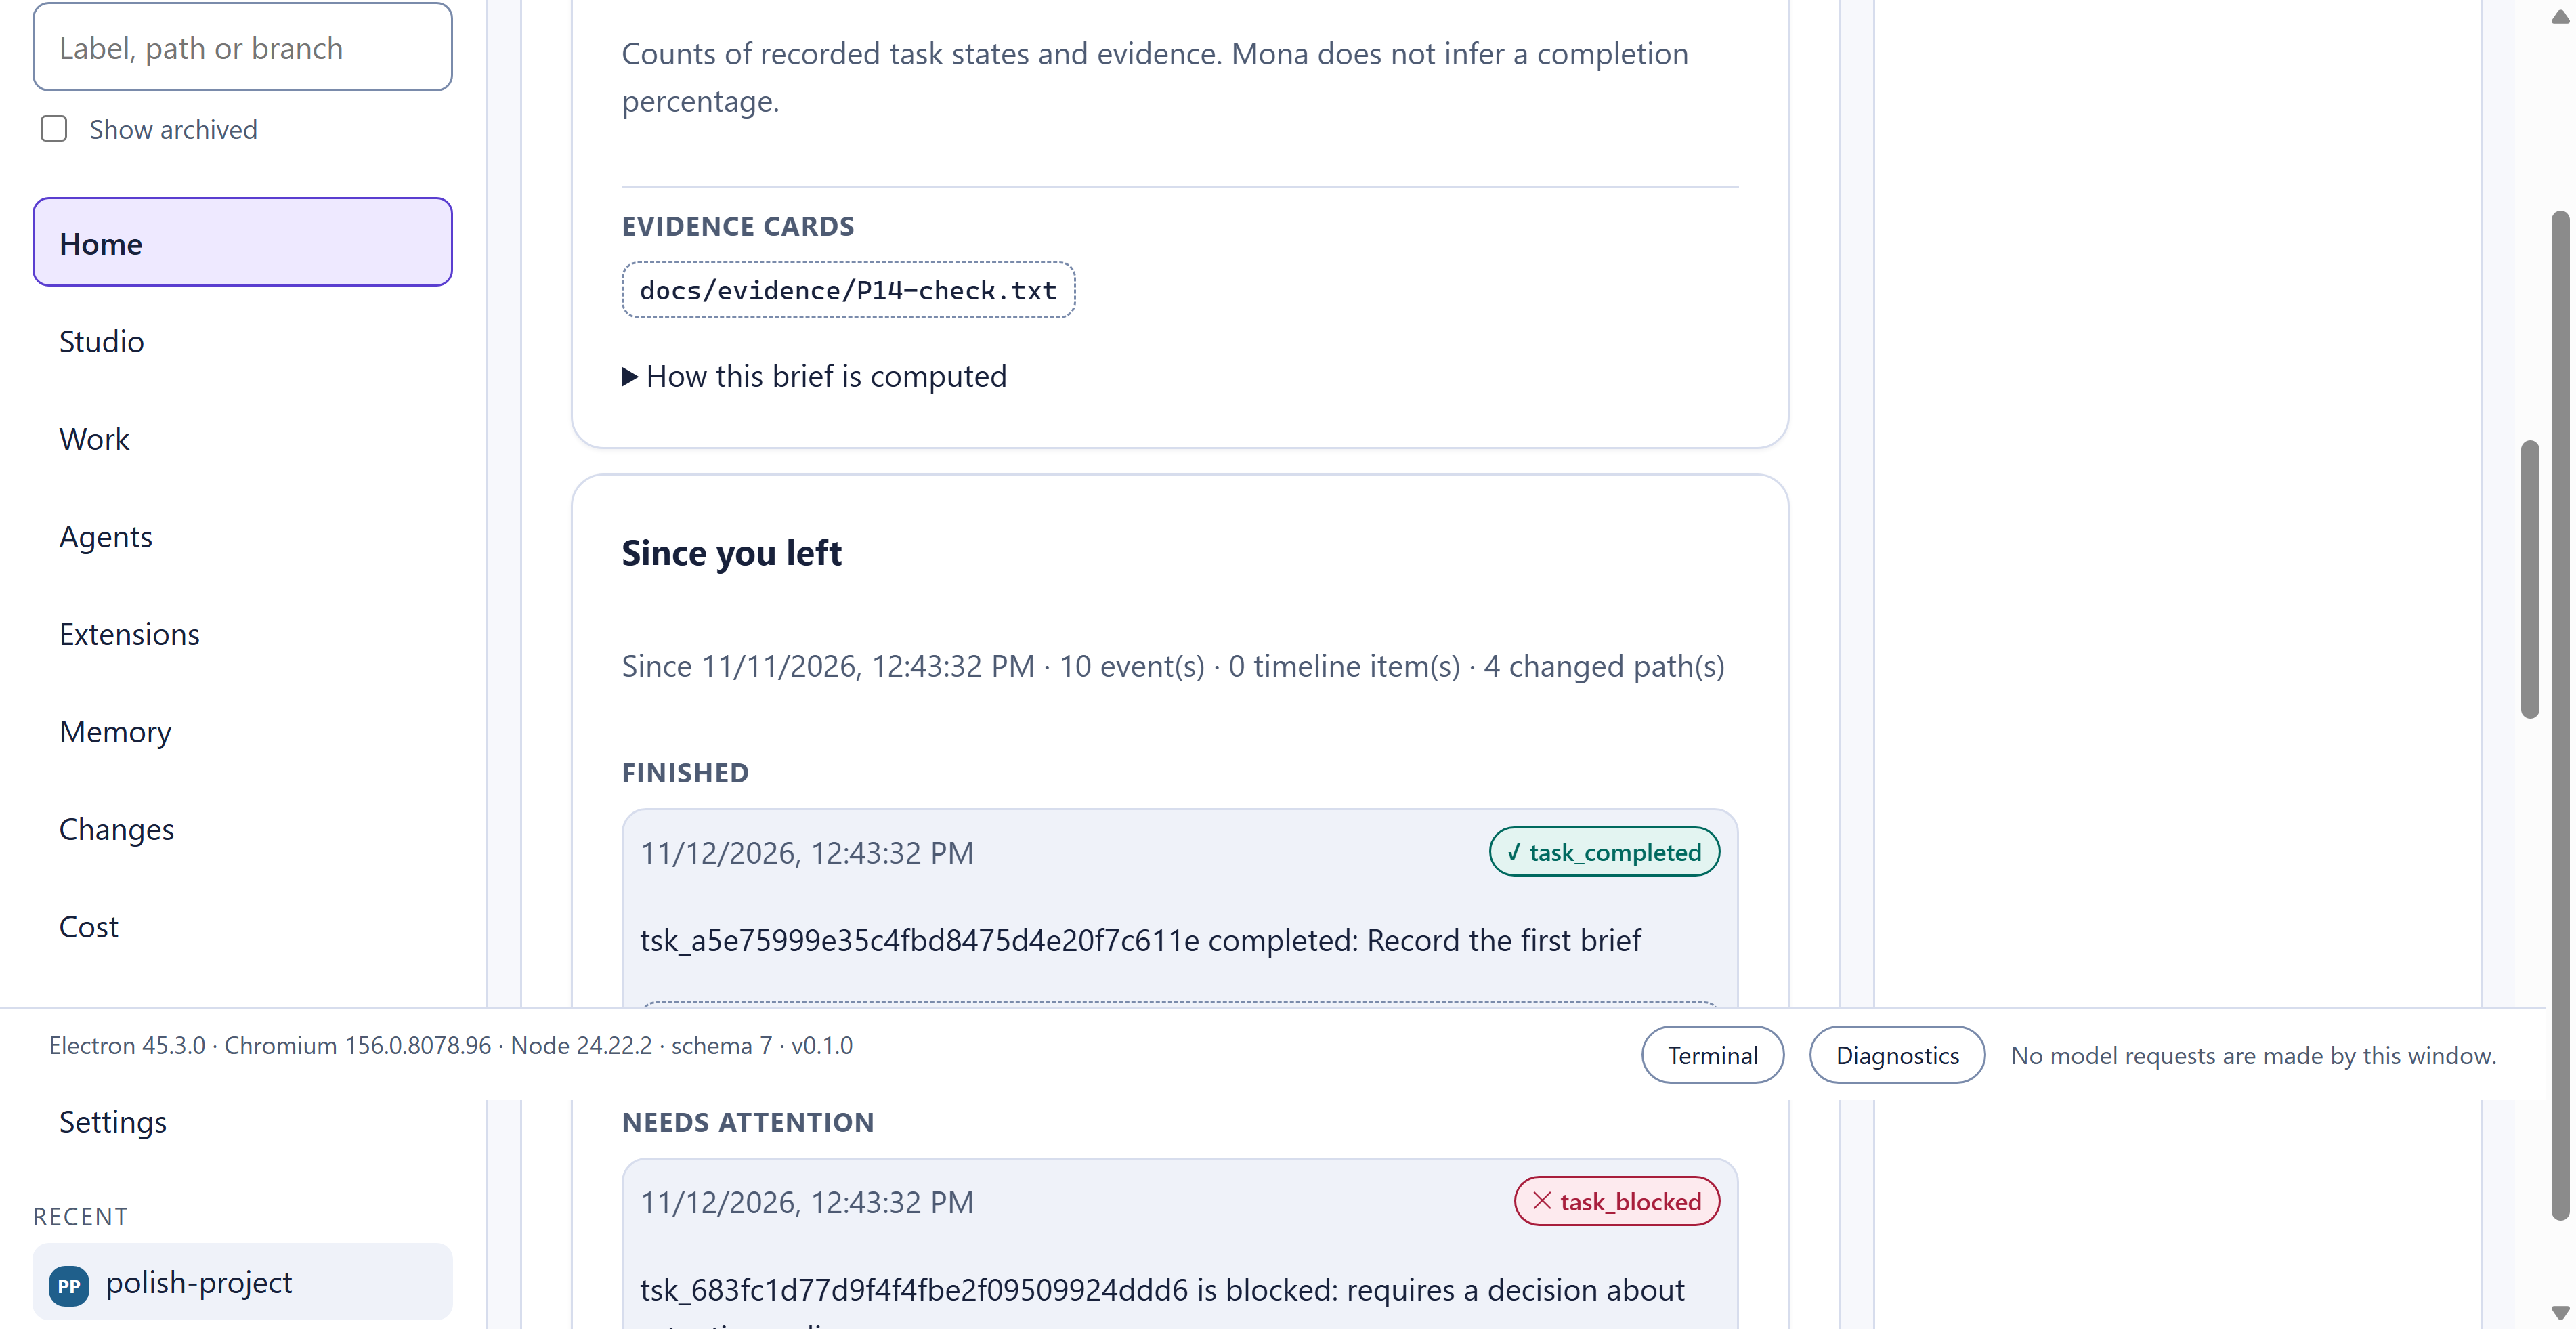 Label, path or branch
Show archived
Home
Studio
Work
Agents
Extensions
Memory
Changes
Cost
Counts of recorded task states and evidence. Mona does not infer a completion
percentage.
EVIDENCE CARDS
docs/evidence/P14-check.txt
How this brief is computed
Since you left
Since 11/11/2026, 12:43:32 PM · 10 event(s) · 0 timeline item(s) · 4 changed path(s)
FINISHED
11/12/2026, 12:43:32 PM
✓ task_completed
tsk_a5e75999e35c4fbd8475d4e20f7c611e completed: Record the first brief
Electron 45.3.0 · Chromium 156.0.8078.96 · Node 24.22.2 · schema 7 · v0.1.0
Terminal
Diagnostics
No model requests are made by this window.
Settings
RECENT
PP polish-project
NEEDS ATTENTION
11/12/2026, 12:43:32 PM
✕ task_blocked
tsk_683fc1d77d9f4f4fbe2f09509924ddd6 is blocked: requires a decision about